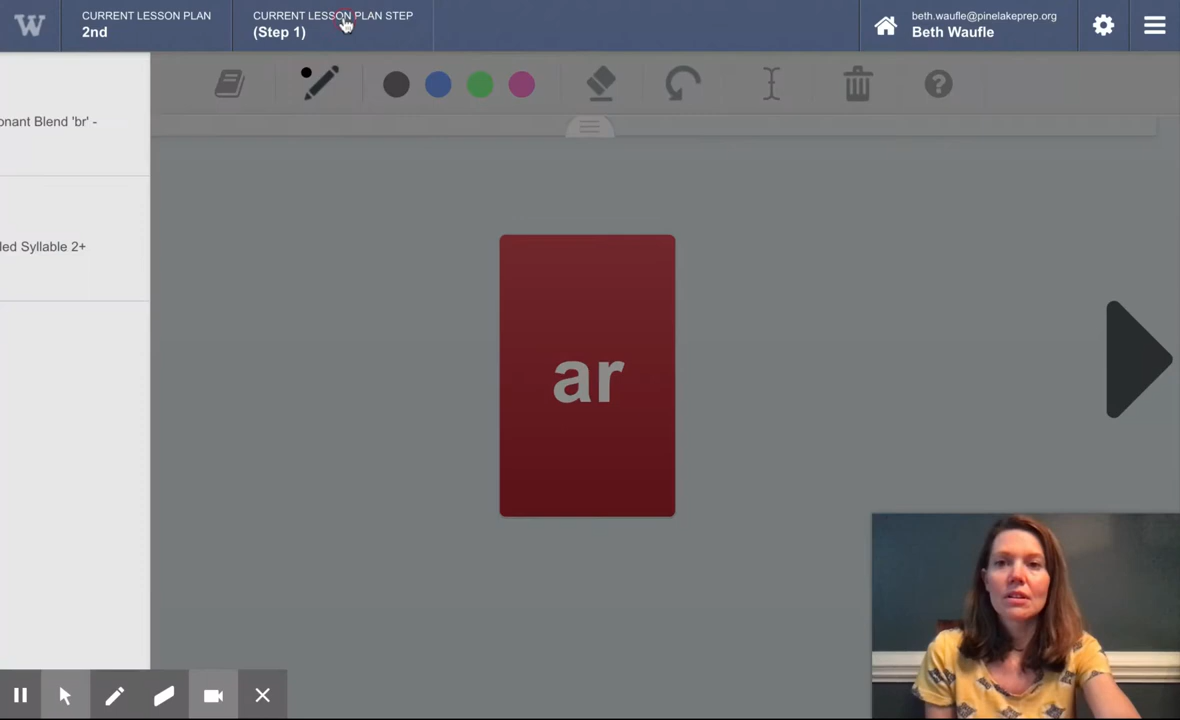 W
CURRENT LESSON PLAN
2nd
CURRENT LESSON PLAN STEP
(Step 1)
beth.waufle@pinelakeprep.org
Beth Waufle
onant Blend 'br' -
led Syllable 2+
?
ar